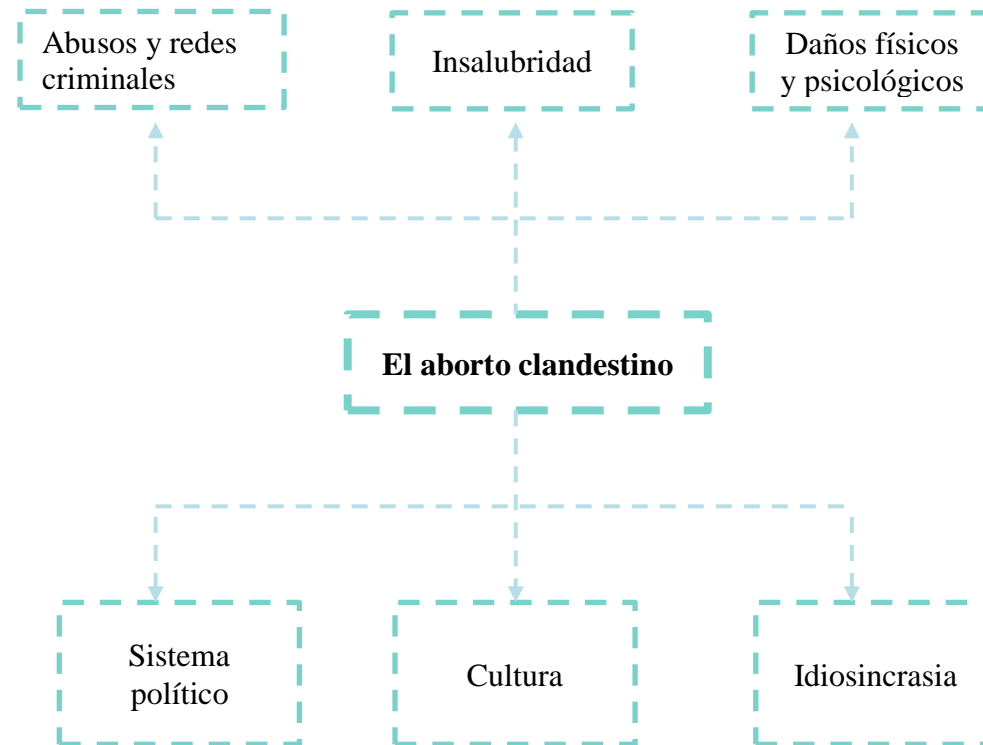 Abusos y redes
criminales
Insalubridad
Daños físicos
y psicológicos
El aborto clandestino
Sistema
político
Cultura
Idiosincrasia